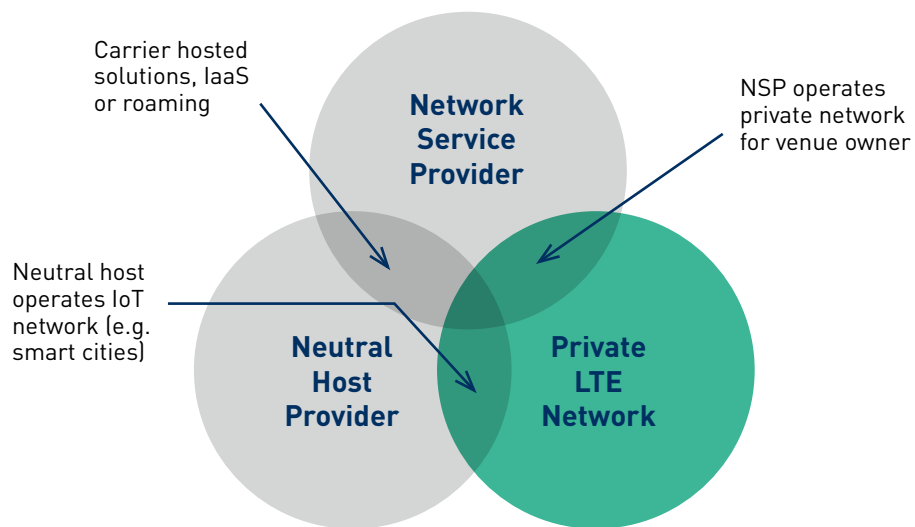 Carrier hosted
solutions, IaaS
or roaming
Network
Service
Provider
NSP operates
private network
for venue owner
Neutral host
operates IoT
network (e.g.
smart cities)
Neutral
Host
Provider
Private
LTE
Network